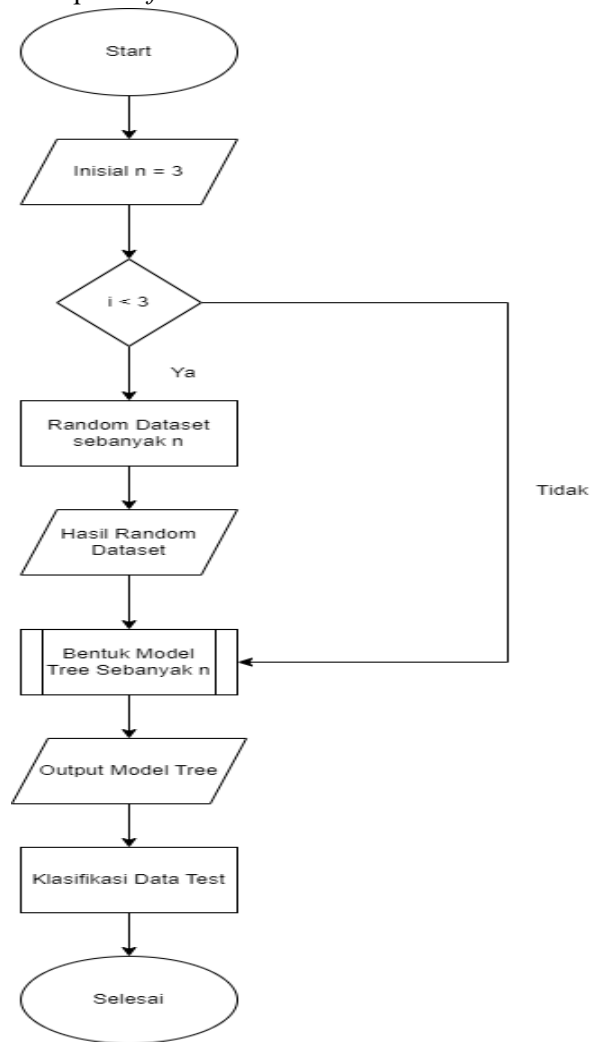 Start
Inisial n = 3
i < 3
Ya
Random Dataset
sebanyak n
Tidak
Hasil Random
Dataset
Bentuk Model
Tree Sebanyak n
Output Model Tree
Klasifikasi Data Test
Selesai